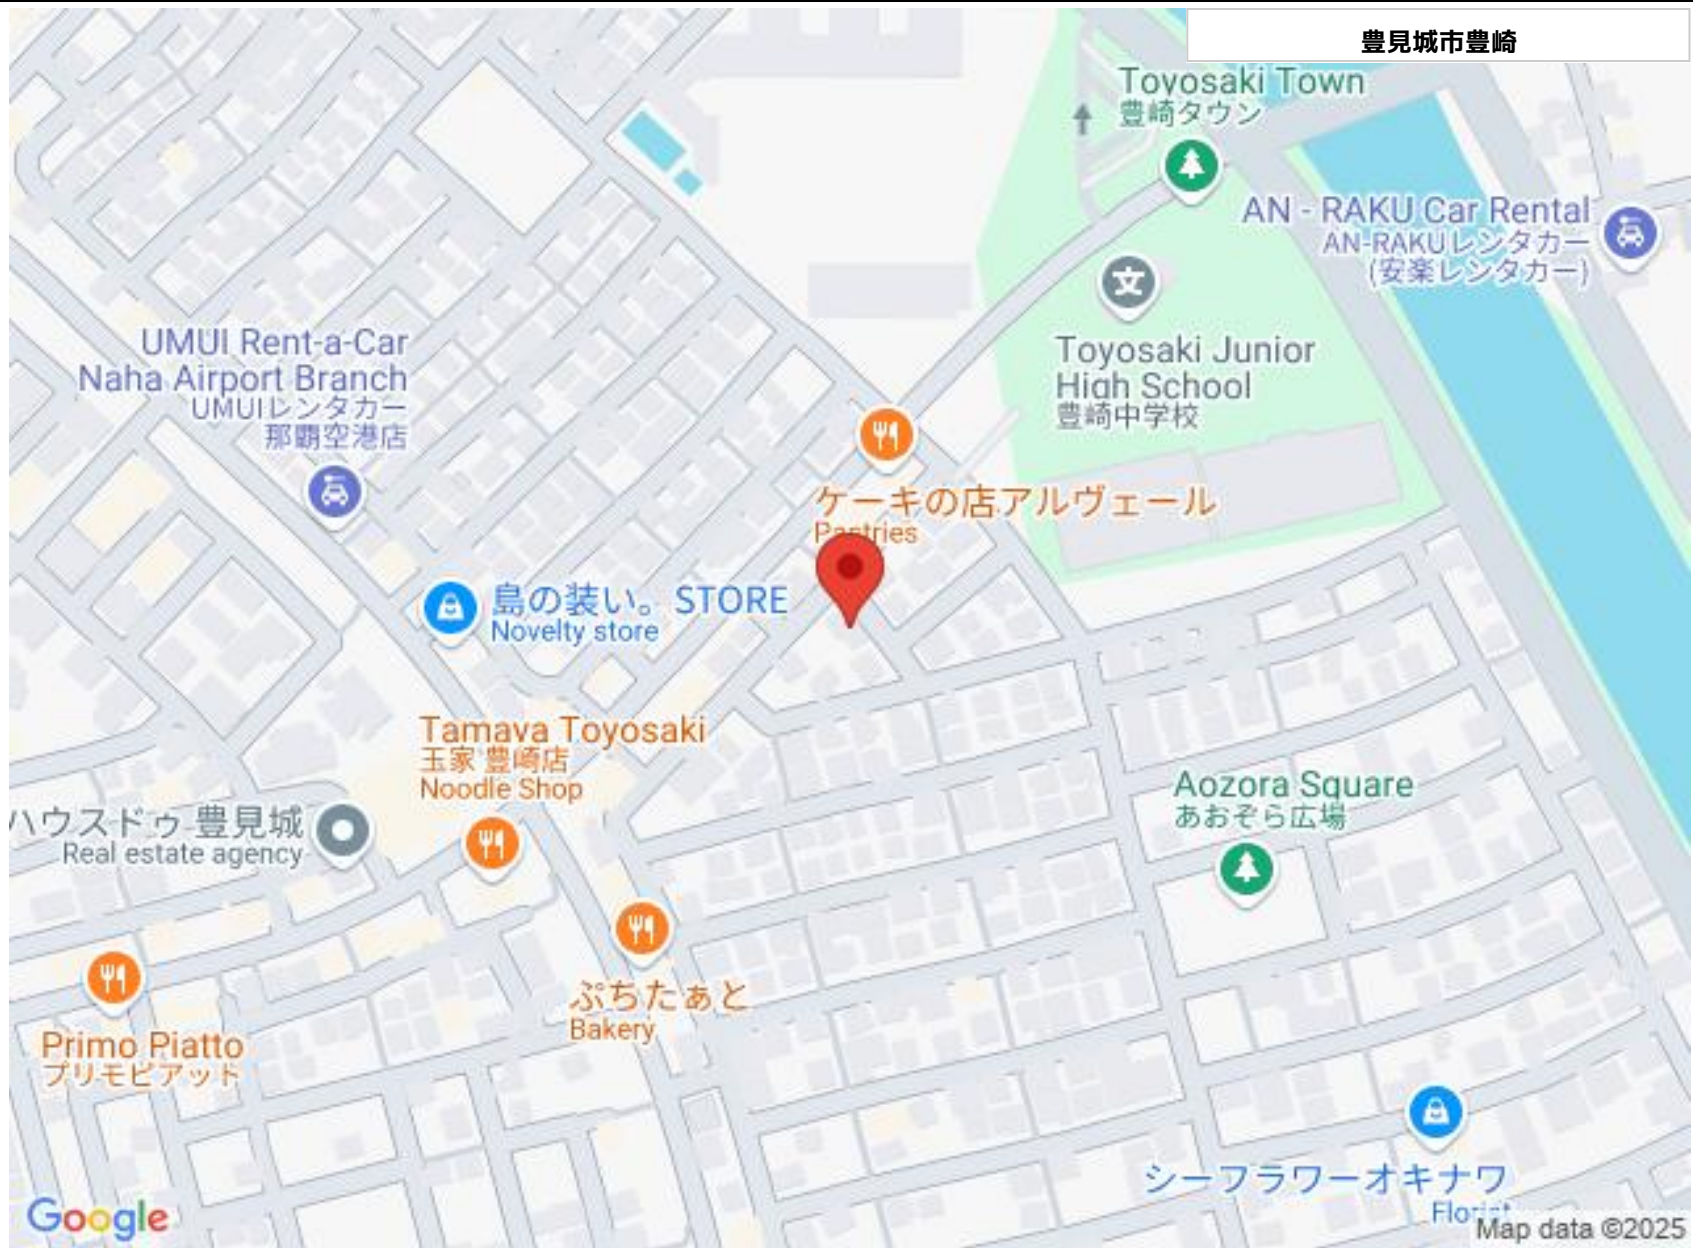 豊見城市豊崎
Toyosaki Town
豊崎タウン
AN - RAKU Car Rental
AN-RAKUレンタカー
(安楽レンタカー)
UMUI Rent-a-Car
Naha Airport Branch
UMUIレンタカー
那覇空港店
Toyosaki Junior
High School
豊崎中学校
ケーキの店アルヴェール
Pastries
島の装い。STORE
Novelty store
Tamaya Toyosaki
玉家 豊崎店
Noodle Shop
Aozora Square
あおぞら広場
ハウスドゥ 豊見城
Real estate agency
ぷちたぁと
Bakery
Primo Piatto
プリモピアット
シーフラワーオキナワ
Florist
Google
Map data ©2025